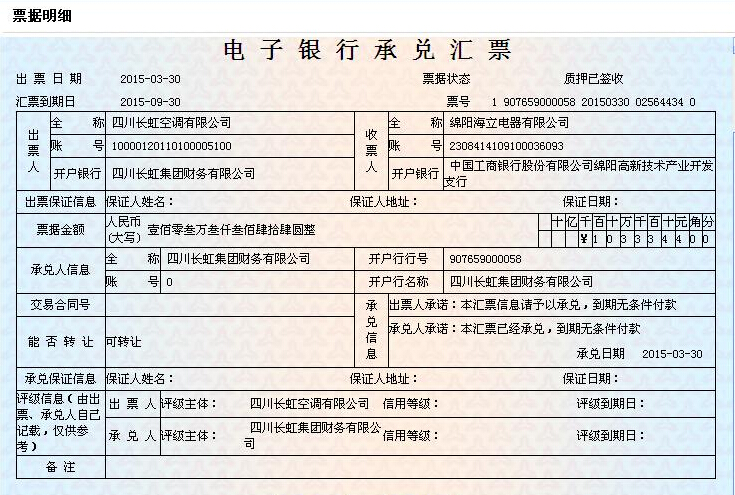 票据明细
电子银行承兑汇票
出票日期 2015-03-30 票据状态 质押已签收
汇票到期日 2015-09-30 票号 1 907659000058 20150330 02564434 0
出票人 全称 四川长虹空调有限公司 收票人 全称 绵阳海立电器有限公司
账号 10000120110100005100 账号 2308414109100036093
开户银行 四川长虹集团财务有限公司 开户银行 中国工商银行股份有限公司绵阳高新技术产业开发
支行
出票保证信息 保证人姓名： 保证人地址： 保证日期：
票据金额 人民币
(大写) 壹佰零叁万叁仟叁佰肆拾肆圆整 十亿千百十万千百十元角分
¥103334400
承兑人信息 全称 四川长虹集团财务有限公司 开户行行号 907659000058
账号 0 开户行名称 四川长虹集团财务有限公司
交易合同号 承兑信息 出票人承诺：本汇票信息请予以承兑，到期无条件付款
能否转让 可转让 承兑人承诺：本汇票已经承兑，到期无条件付款
承兑日期 2015-03-30
承兑保证信息 保证人姓名： 保证人地址： 保证日期：
评级信息（由出
票、承兑人自己
记载，仅供参
考）
出票人 评级主体： 四川长虹空调有限公司 信用等级： 评级到期日：
承兑人 评级主体： 四川长虹集团财务有限公
司 信用等级： 评级到期日：
备注